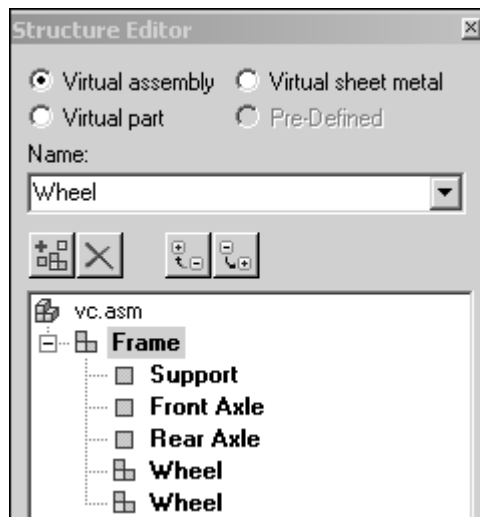 Structure Editor
Virtual assembly Virtual sheet metal
Virtual part Pre-Defined
Name:
Wheel
vc.asm
Frame
Support
Front Axle
Rear Axle
Wheel
Wheel